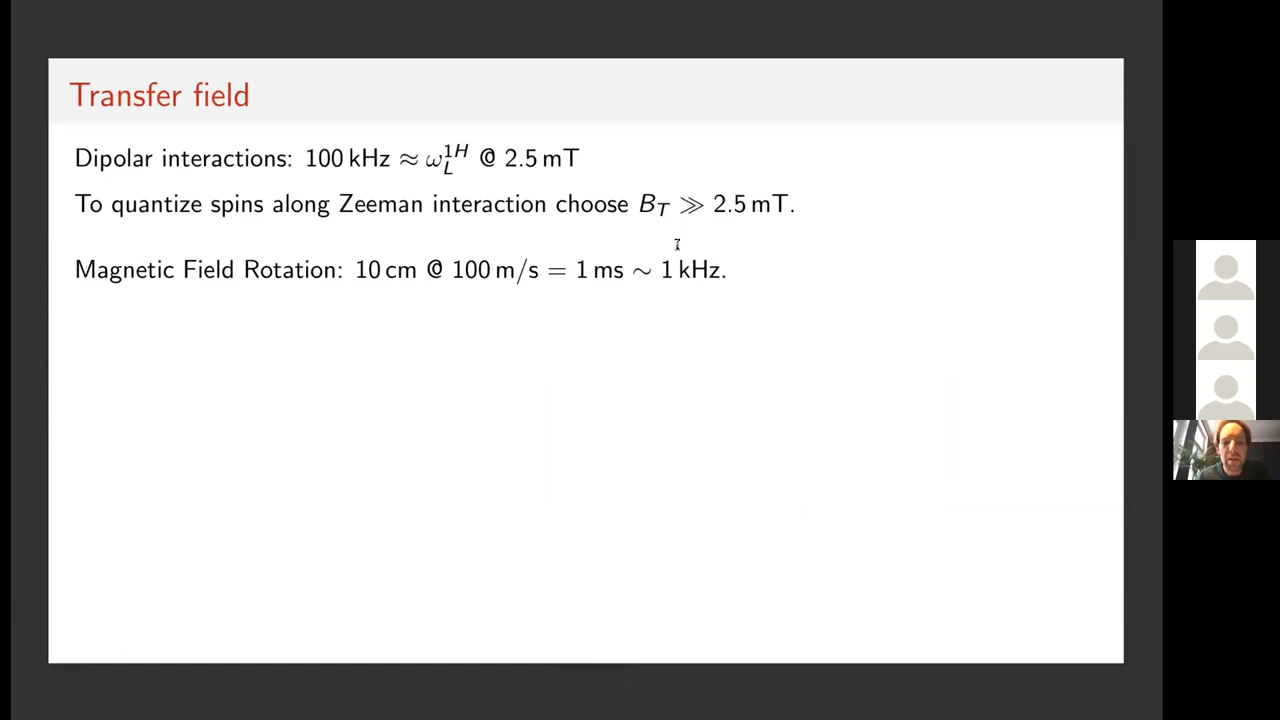 Transfer field
Dipolar interactions: 100 kHz ≈ ω_L^{1H} @ 2.5 mT
To quantize spins along Zeeman interaction choose B_T ≫ 2.5 mT.
Magnetic Field Rotation: 10 cm @ 100 m/s = 1 ms ∼ 1 kHz.